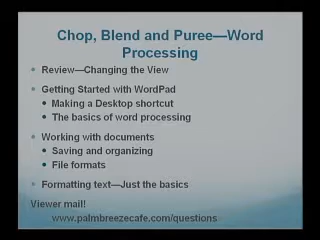 Chop, Blend and Puree—Word
Processing
Review—Changing the View
Getting Started with WordPad
Making a Desktop shortcut
The basics of word processing
Working with documents
Saving and organizing
File formats
Formatting text—Just the basics
Viewer mail!
www.palmbreezecafe.com/questions